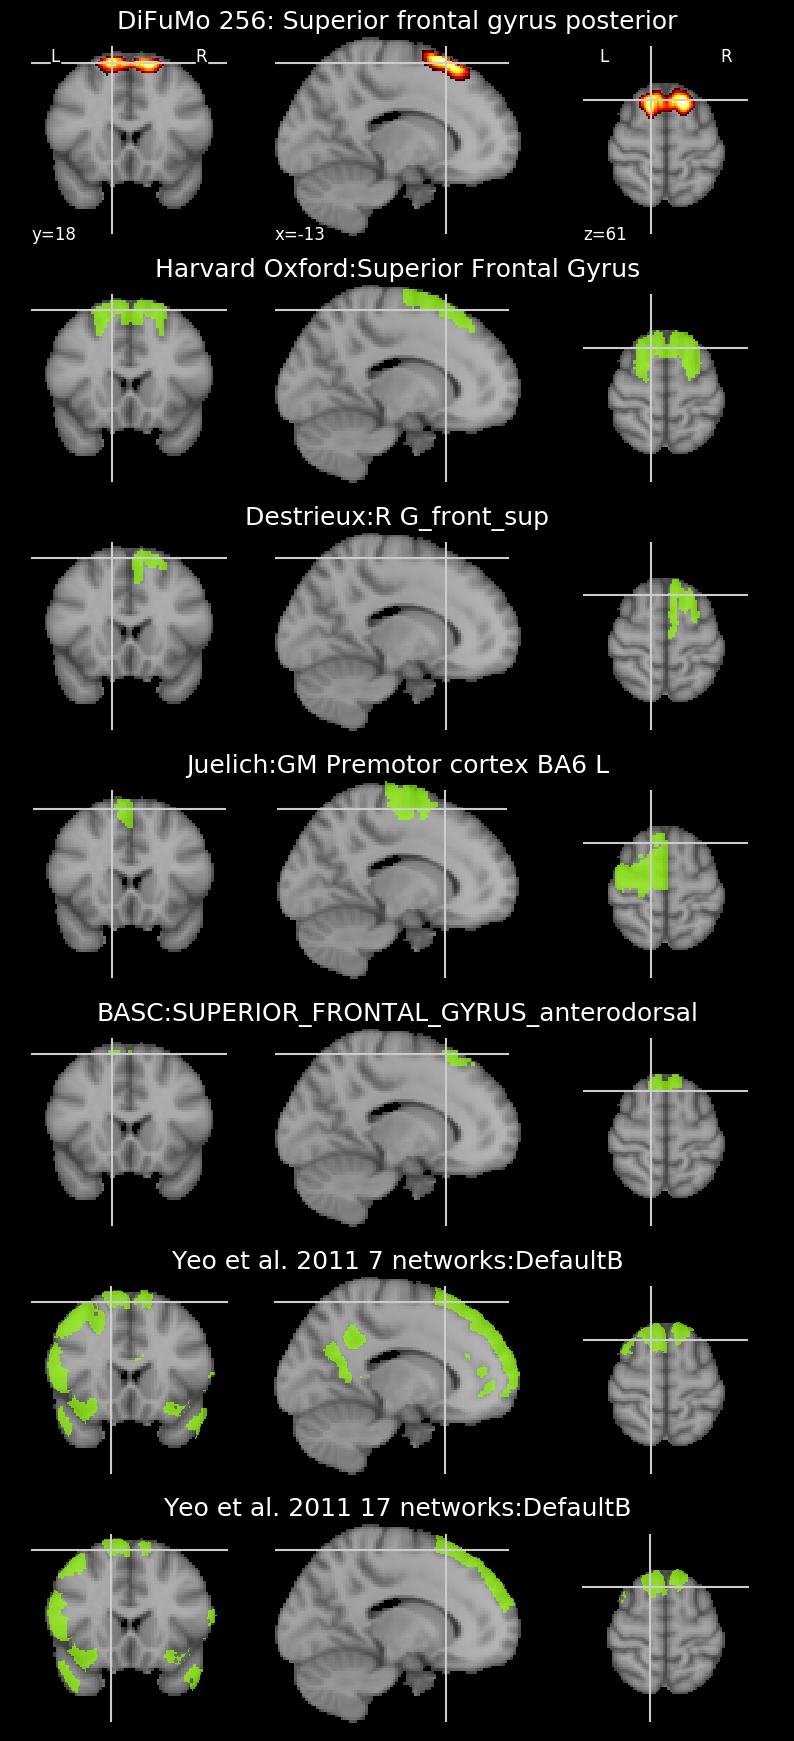 DiFuMo 256: Superior frontal gyrus posterior
L R L R
y=18 x=-13 z=61
Harvard Oxford:Superior Frontal Gyrus
Destrieux:R G_front_sup
Juelich:GM Premotor cortex BA6 L
BASC:SUPERIOR_FRONTAL_GYRUS_anterodorsal
Yeo et al. 2011 7 networks:DefaultB
Yeo et al. 2011 17 networks:DefaultB